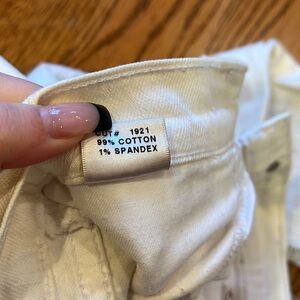 CUT# 1921
99% COTTON
1% SPANDEX